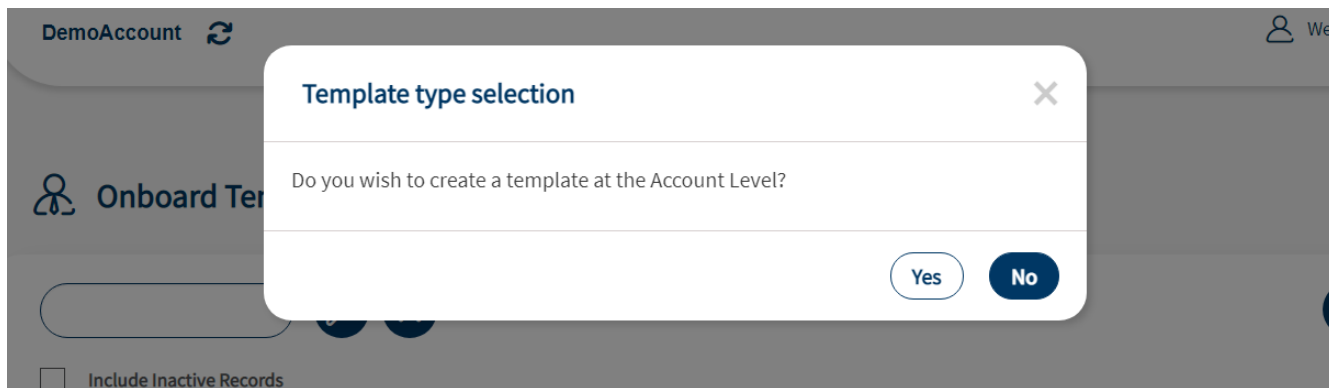 DemoAccount
We
Template type selection
Do you wish to create a template at the Account Level?
Onboard Ter
Yes
No
Include Inactive Records